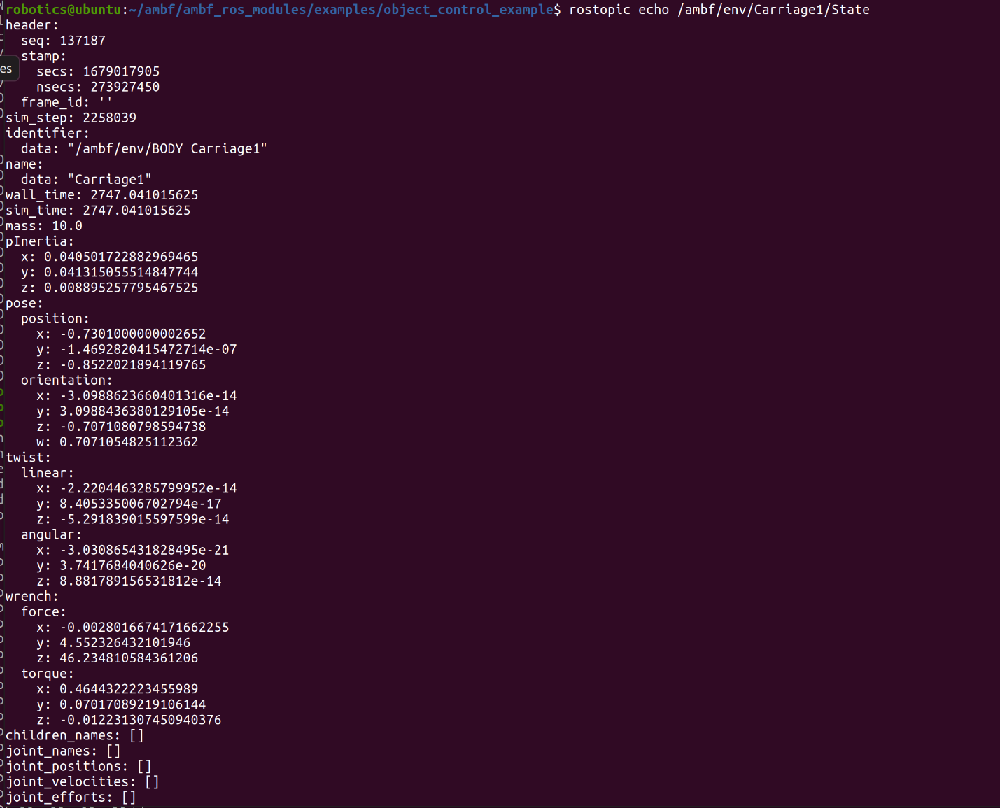 robotics@ubuntu:~/ambf/ambf_ros_modules/examples/object_control_example$ rostopic echo /ambf/env/Carriage1/State
header:
  seq: 137187
  stamp:
es
    secs: 1679017905
    nsecs: 273927450
  frame_id: ''
sim_step: 2258039
identifier:
  data: "/ambf/env/BODY Carriage1"
name:
  data: "Carriage1"
wall_time: 2747.041015625
sim_time: 2747.041015625
mass: 10.0
pInertia:
  x: 0.040501722882969465
  y: 0.041315055514847744
  z: 0.008895257795467525
pose:
  position:
    x: -0.7301000000002652
    y: -1.4692820415472714e-07
    z: -0.8522021894119765
  orientation:
    x: -3.0988623660401316e-14
    y: 3.0988436380129105e-14
    z: -0.7071080798594738
    w: 0.7071054825112362
twist:
  linear:
    x: -2.2204463285799952e-14
    y: 8.405335006702794e-17
    z: -5.291839015597599e-14
  angular:
    x: -3.030865431828495e-21
    y: 3.7417684040626e-20
    z: 8.881789156531812e-14
wrench:
  force:
    x: -0.0028016674171662255
    y: 4.552326432101946
    z: 46.234810584361206
  torque:
    x: 0.4644322223455989
    y: 0.07017089219106144
    z: -0.012231307450940376
children_names: []
joint_names: []
joint_positions: []
joint_velocities: []
joint_efforts: []